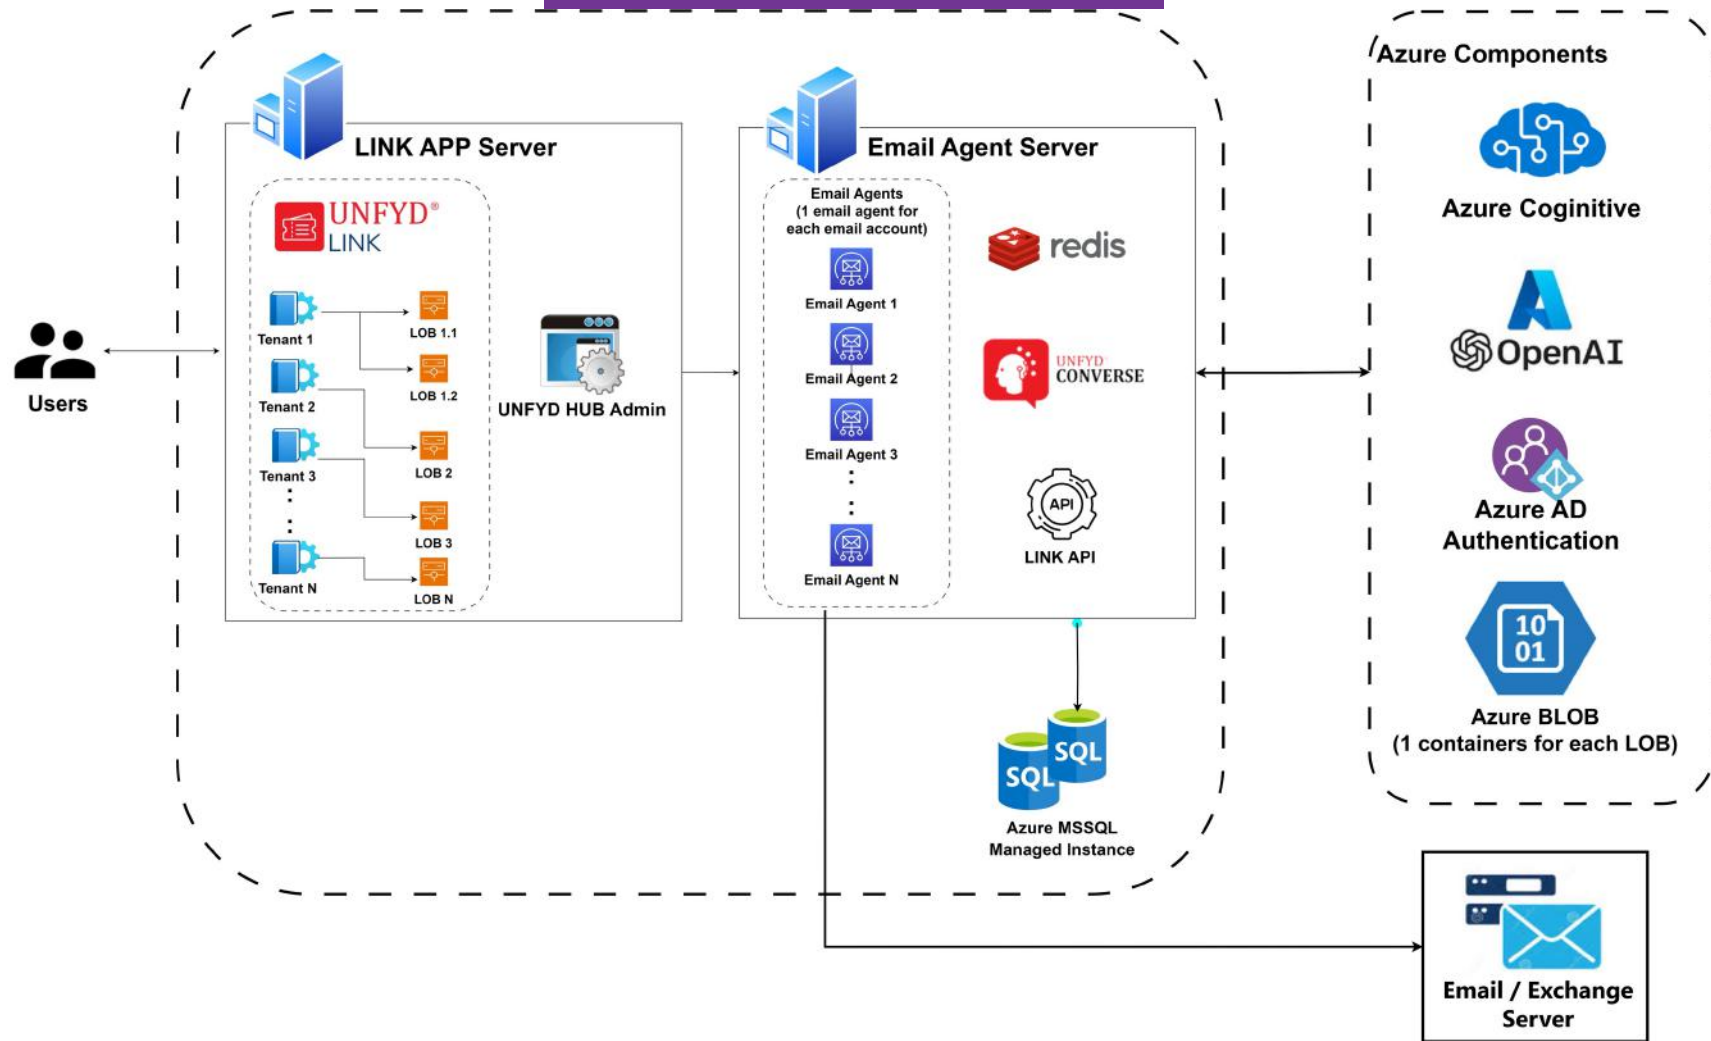 Azure Components
LINK APP Server
Email Agent Server
UNFYD®
LINK
Tenant 1
Tenant 2
Tenant 3
Tenant N
LOB 1.1
LOB 1.2
LOB 2
LOB 3
LOB N
UNFYD HUB Admin
Users
Email Agents
(1 email agent for
each email account)
Email Agent 1
Email Agent 2
Email Agent 3
Email Agent N
redis
UNFYD
CONVERSE
API
LINK API
SQL
SQL
Azure MSSQL
Managed Instance
Azure Coginitive
OpenAI
Azure AD
Authentication
10
01
Azure BLOB
(1 containers for each LOB)
Email / Exchange
Server